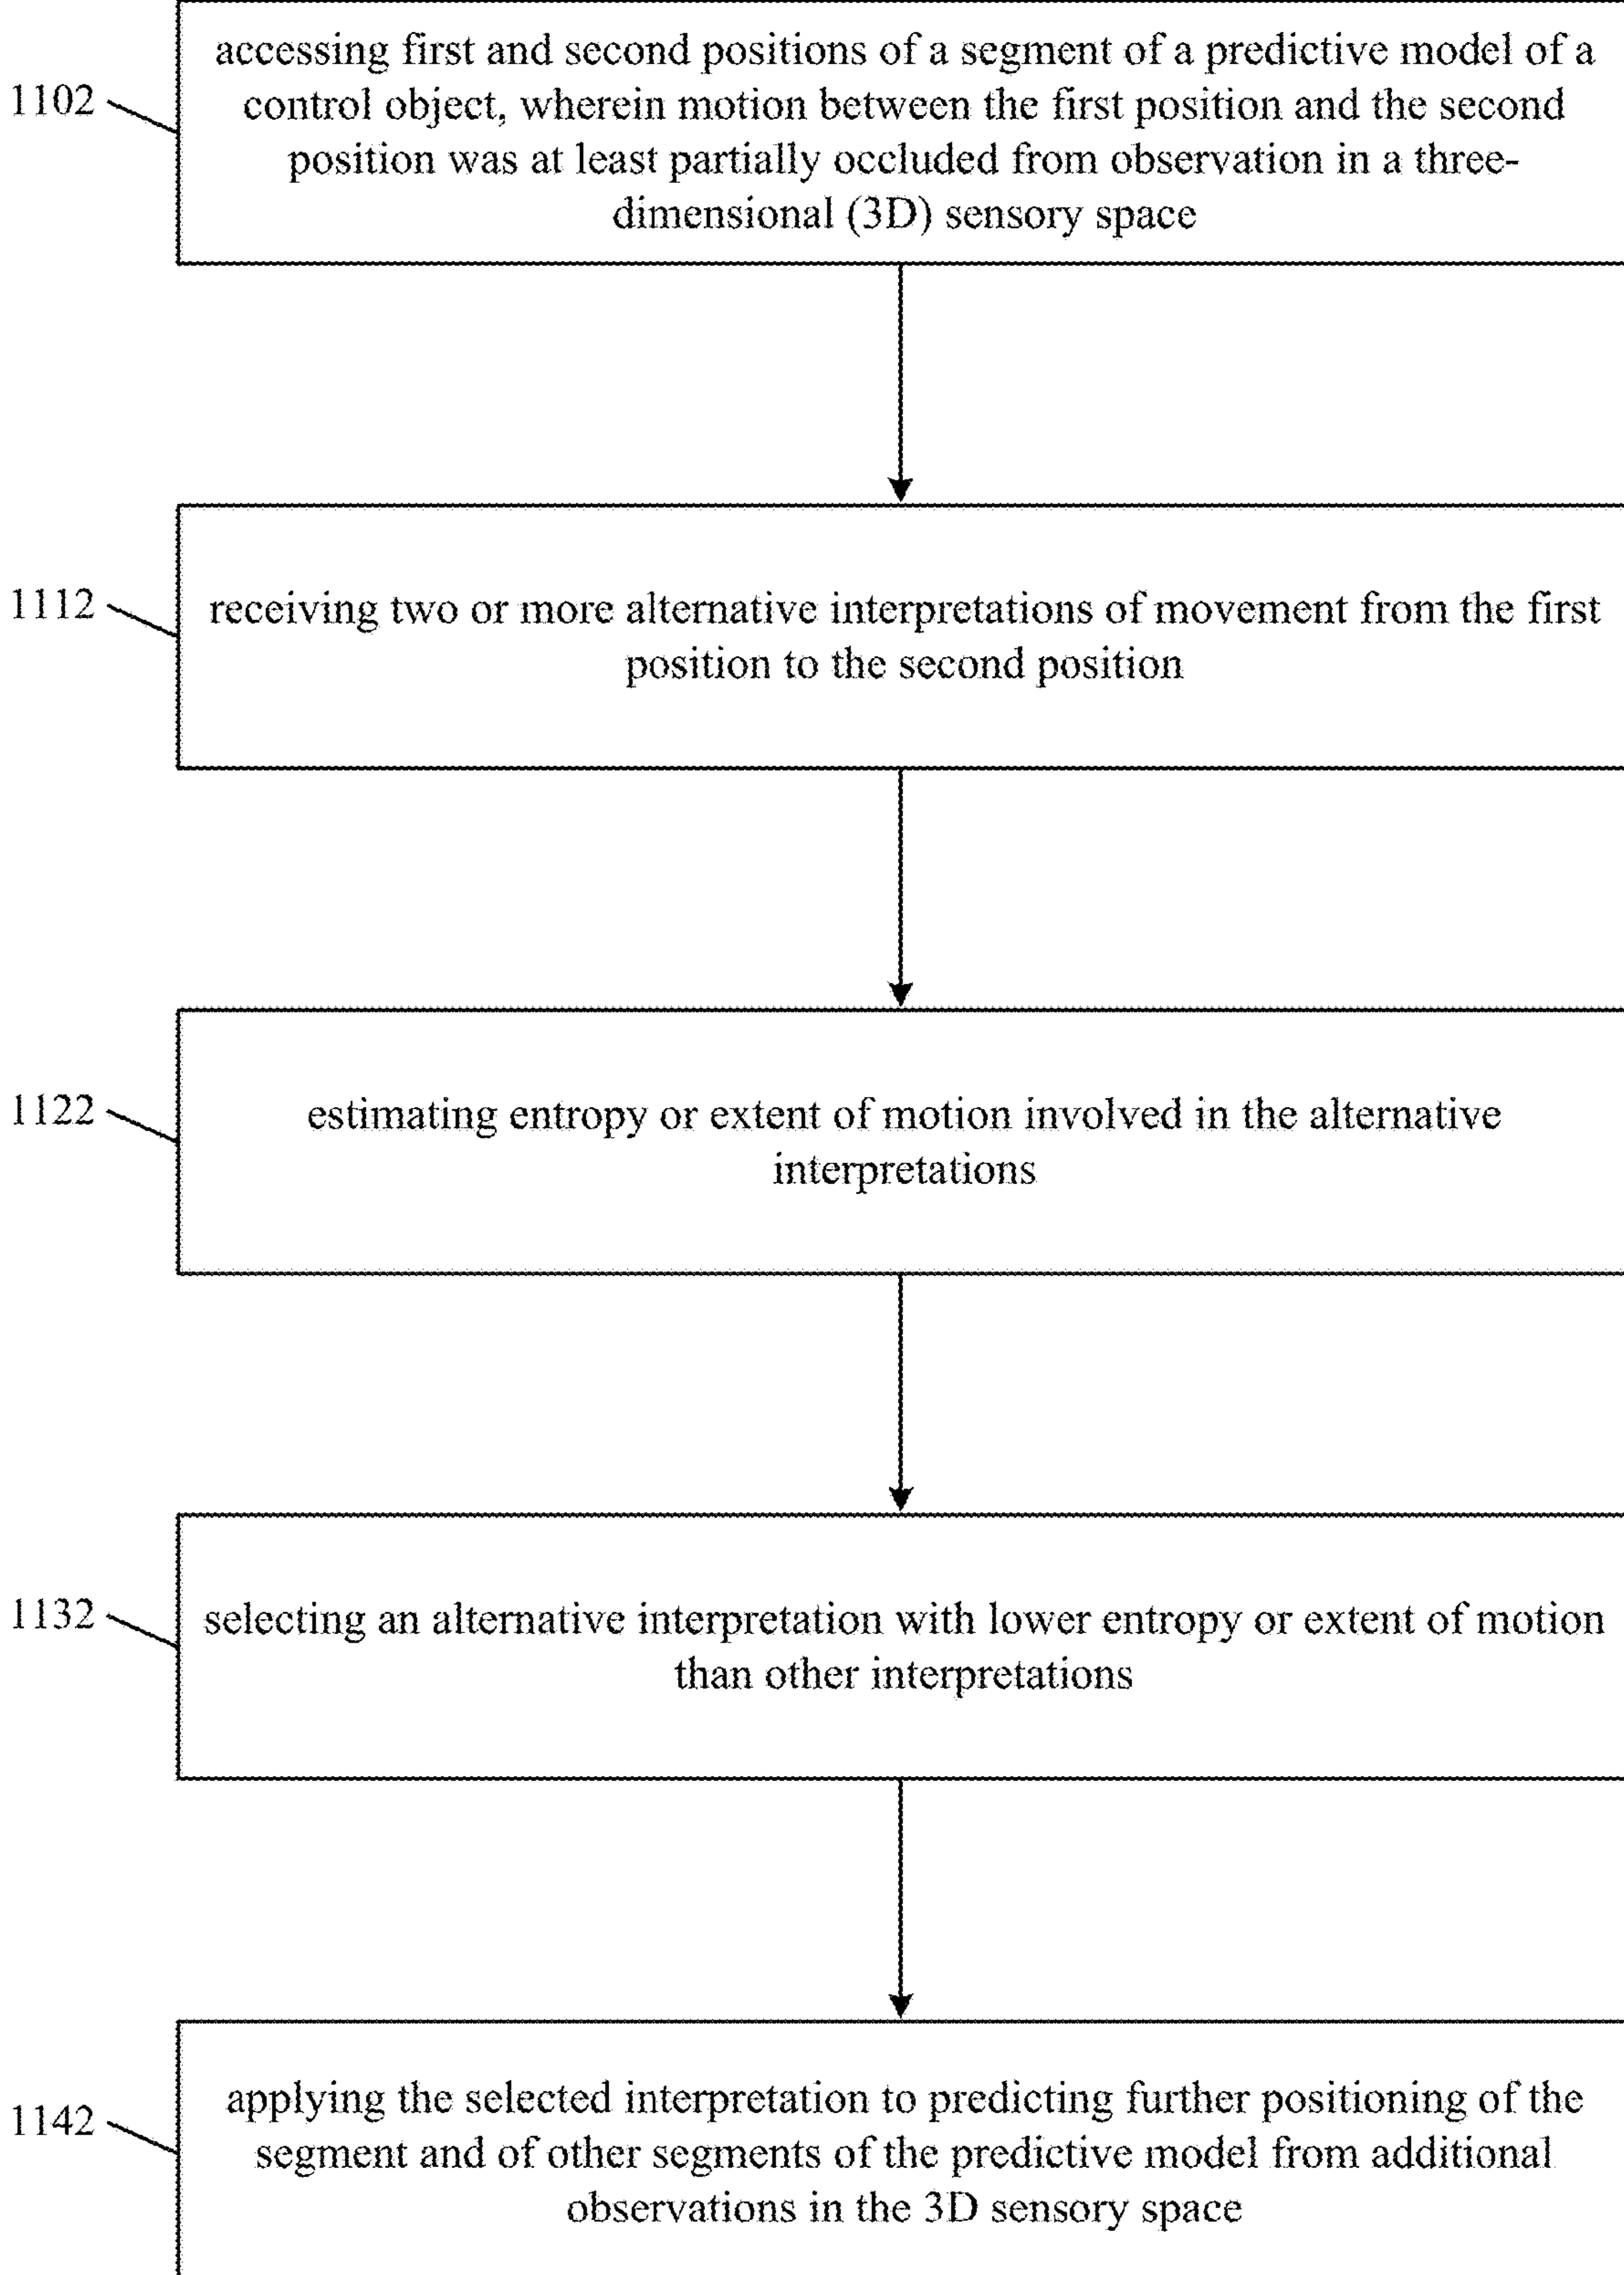 accessing first and second positions of a segment of a predictive model of a
1102
control object, wherein motion between the first position and the second
position was at least partially occluded from observation in a three-
dimensional (3D) sensory space
1112
receiving two or more alternative interpretations of movement from the first
position to the second position
1122
estimating entropy or extent of motion involved in the alternative
interpretations
1132
selecting an alternative interpretation with lower entropy or extent of motion
than other interpretations
1142
applying the selected interpretation to predicting further positioning of the
segment and of other segments of the predictive model from additional
observations in the 3D sensory space